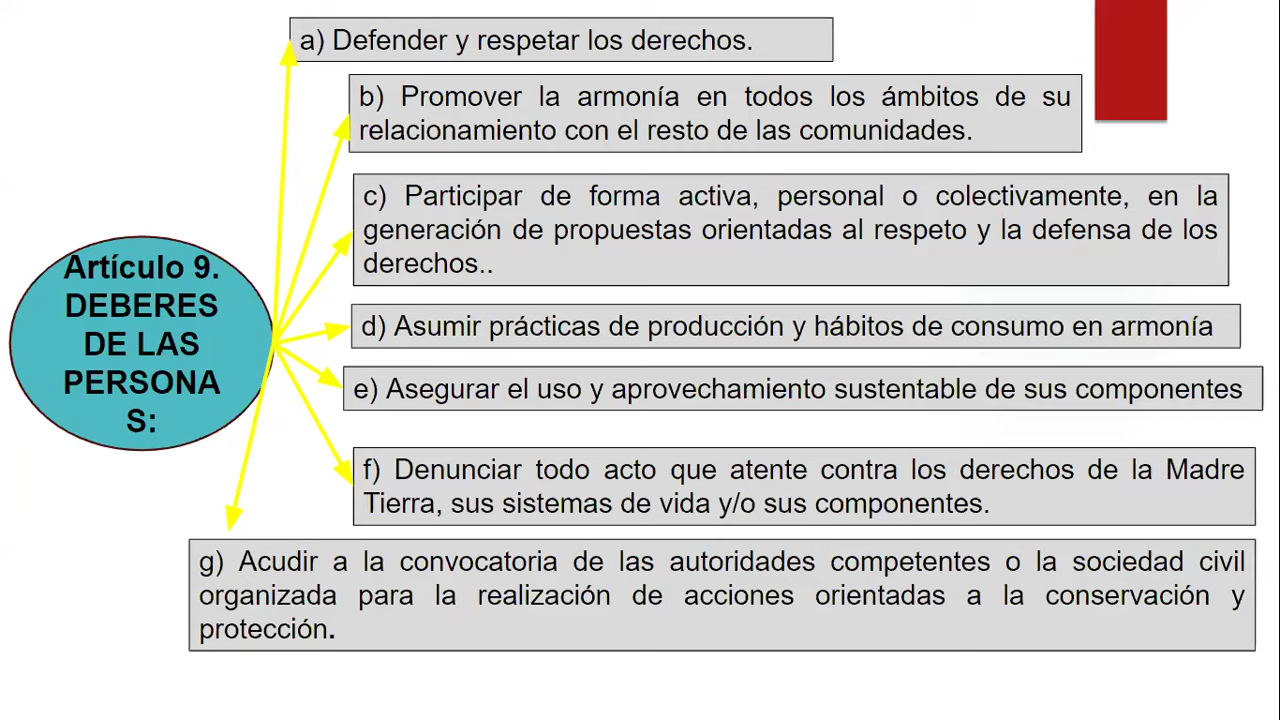 a) Defender y respetar los derechos.
b) Promover la armonía en todos los ámbitos de su
relacionamiento con el resto de las comunidades.
c) Participar de forma activa, personal o colectivamente, en la
generación de propuestas orientadas al respeto y la defensa de los
derechos..
Artículo 9.
DEBERES
DE LAS
PERSONA
S:
d) Asumir prácticas de producción y hábitos de consumo en armonía
e) Asegurar el uso y aprovechamiento sustentable de sus componentes
f) Denunciar todo acto que atente contra los derechos de la Madre
Tierra, sus sistemas de vida y/o sus componentes.
g) Acudir a la convocatoria de las autoridades competentes o la sociedad civil
organizada para la realización de acciones orientadas a la conservación y
protección.